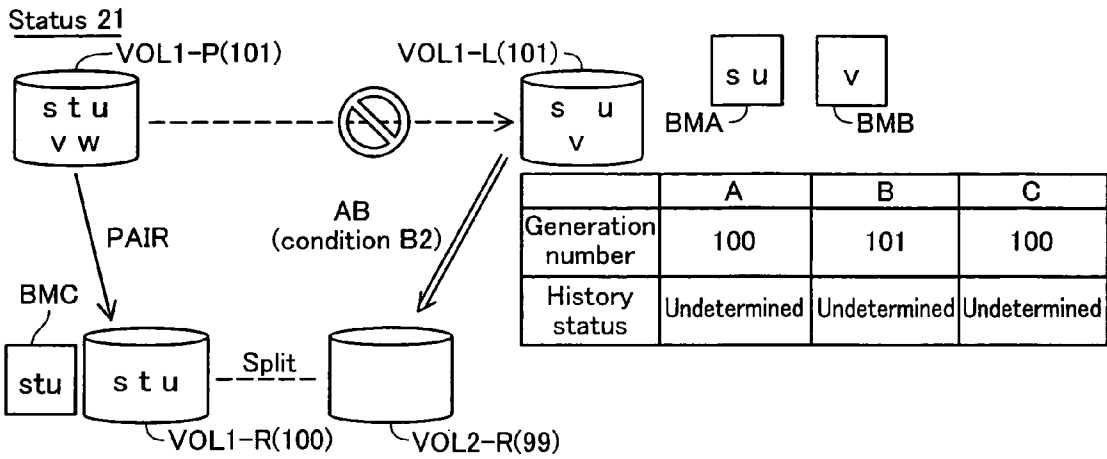 Status 21
VOL1-P(101)
VOL1-L(101)
s t u
v w
s u
v
s u
BMA
v
BMB
AB
(condition B2)
PAIR
A B C
Generation number 100 101 100
History status Undetermined Undetermined Undetermined
BMC
stu
s t u
Split
VOL1-R(100)
VOL2-R(99)